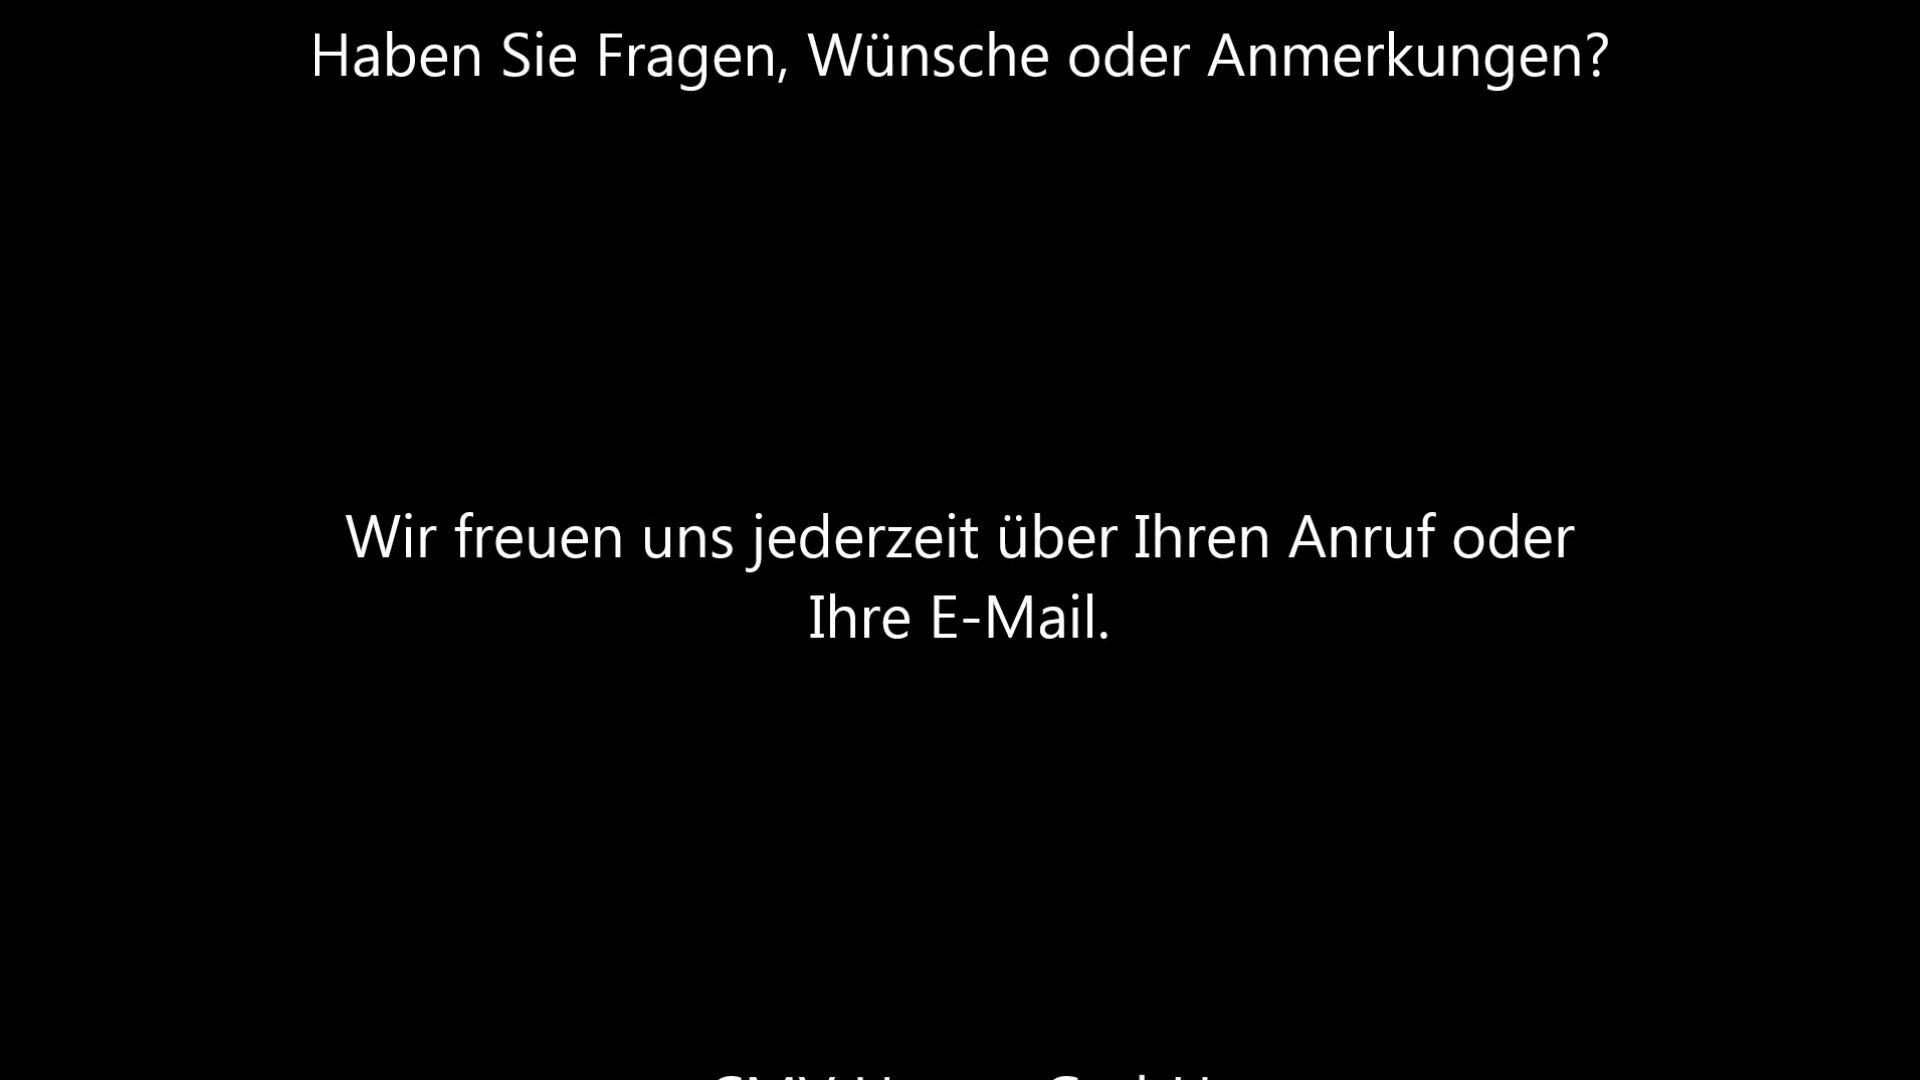 Haben Sie Fragen, Wünsche oder Anmerkungen?
Wir freuen uns jederzeit über Ihren Anruf oder
Ihre E-Mail.